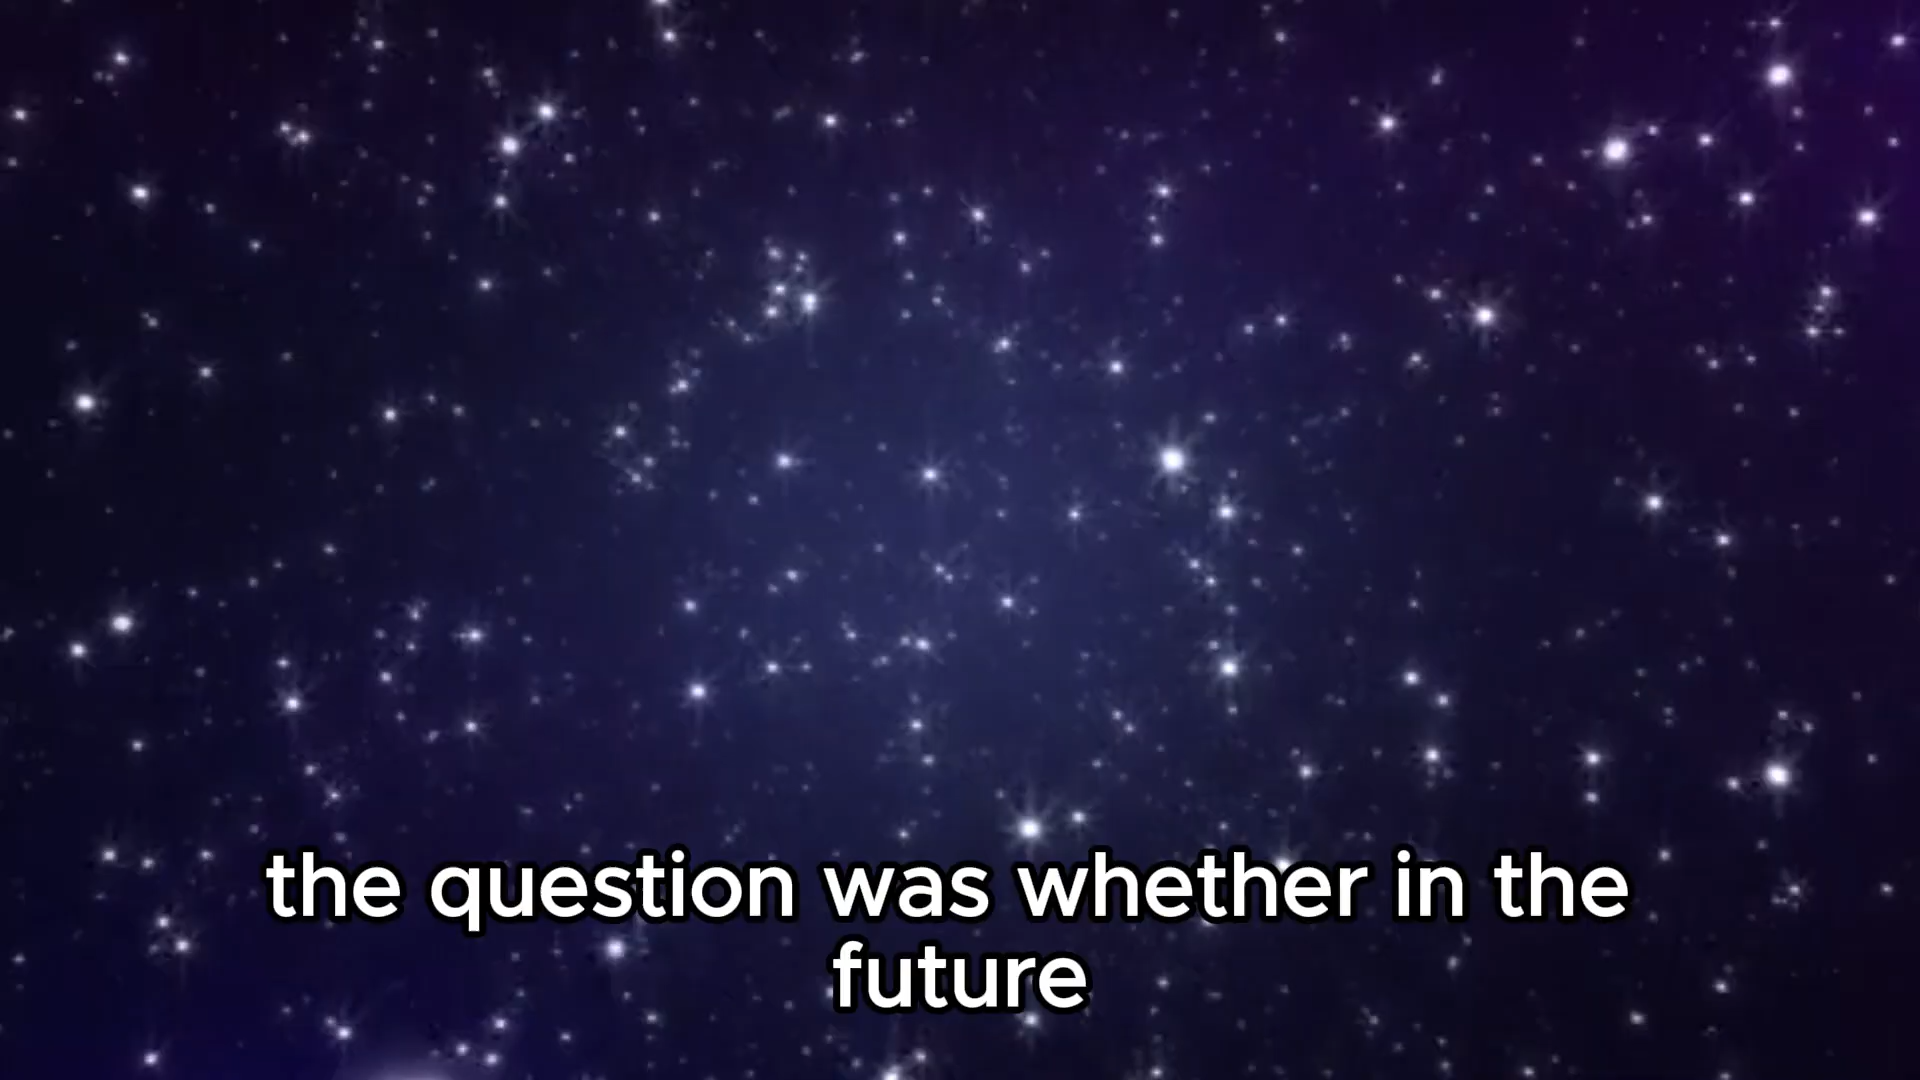 the question was whether in the
future